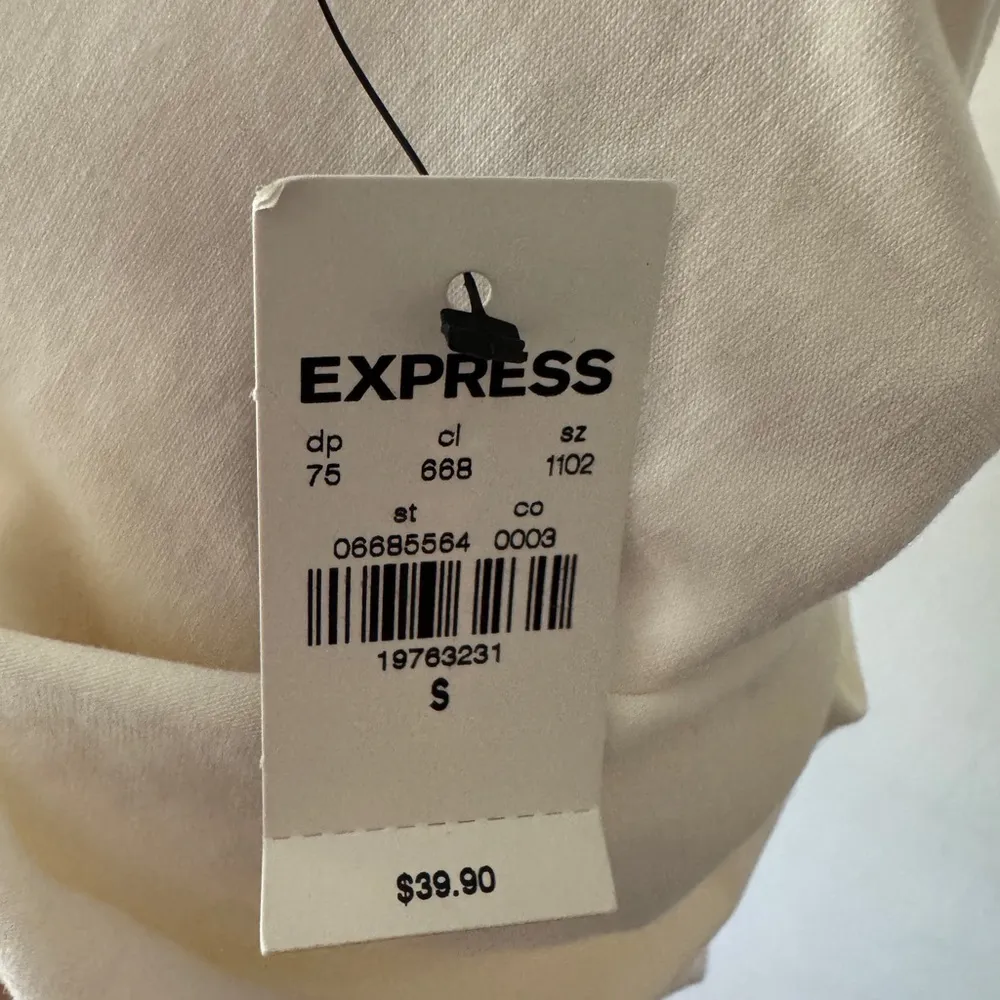 EXPRESS
dp cl sz
75 668 1102
st co
06685564 0003
19763231
S
$39.90